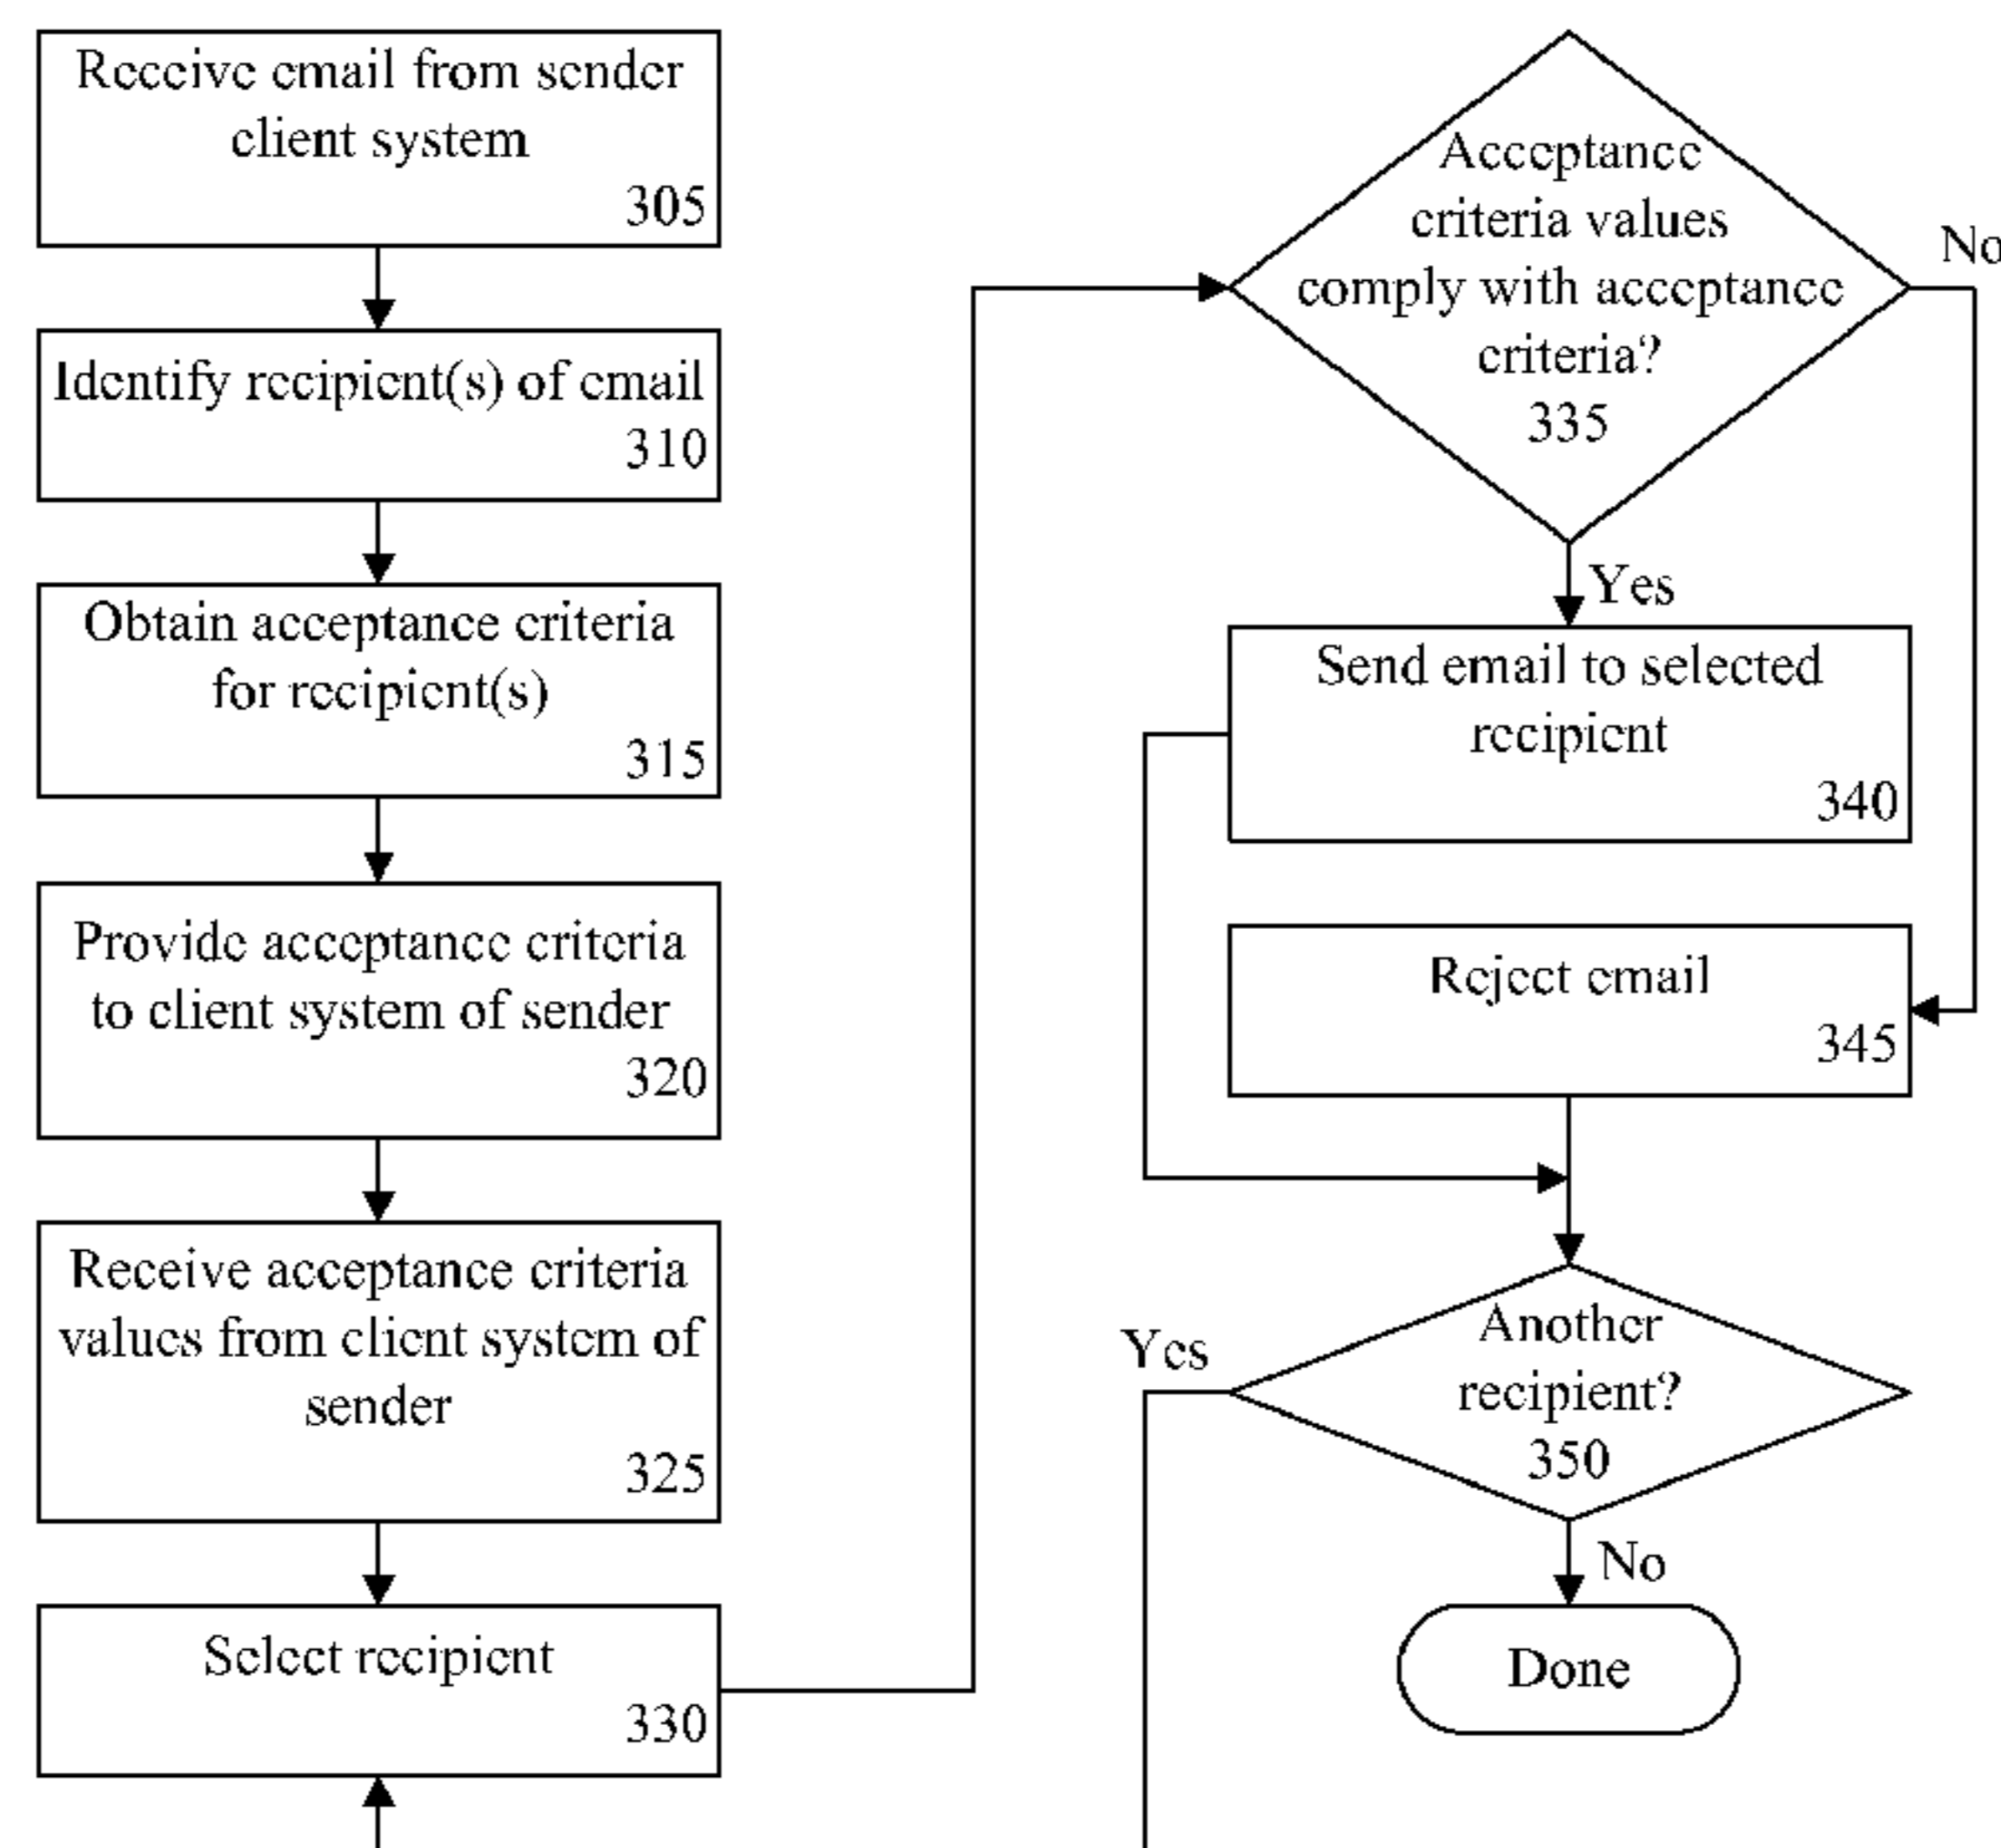 Receive email from sender
client system
305
Identify recipient(s) of email
310
Obtain acceptance criteria
for recipient(s)
315
Provide acceptance criteria
to client system of sender
320
Receive acceptance criteria
values from client system of
sender
325
Select recipient
330
Acceptance
criteria values
comply with acceptance
criteria?
335
No
Yes
Send email to selected
recipient
340
Reject email
345
Another
recipient?
350
Yes
No
Done